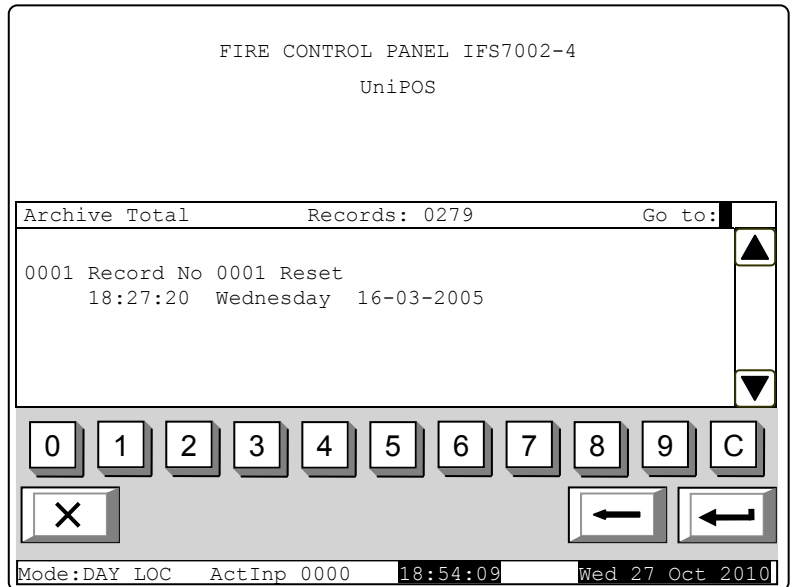 FIRE CONTROL PANEL IFS7002-4
UniPOS
Archive Total Records: 0279 Go to:
0001 Record No 0001 Reset
18:27:20 Wednesday 16-03-2005
0 1 2 3 4 5 6 7 8 9 C
Mode:DAY LOC ActInp 0000 18:54:09 Wed 27 Oct 2010